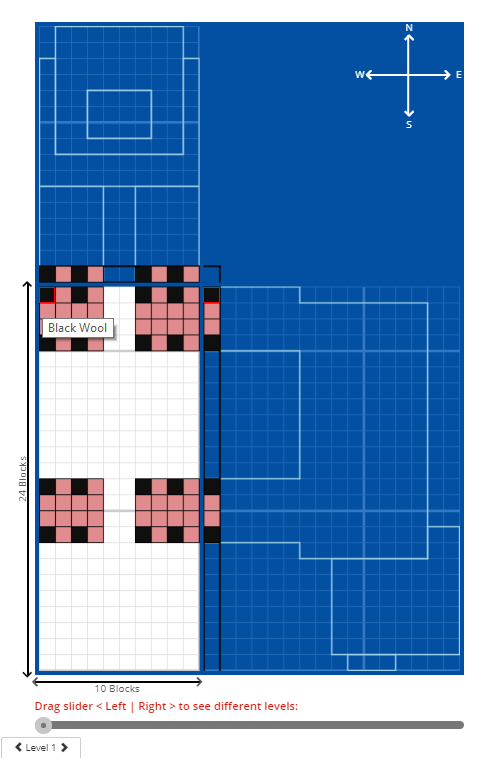 N
W E
S
Black Wool
24 Blocks
10 Blocks
Drag slider < Left | Right > to see different levels:
Level 1